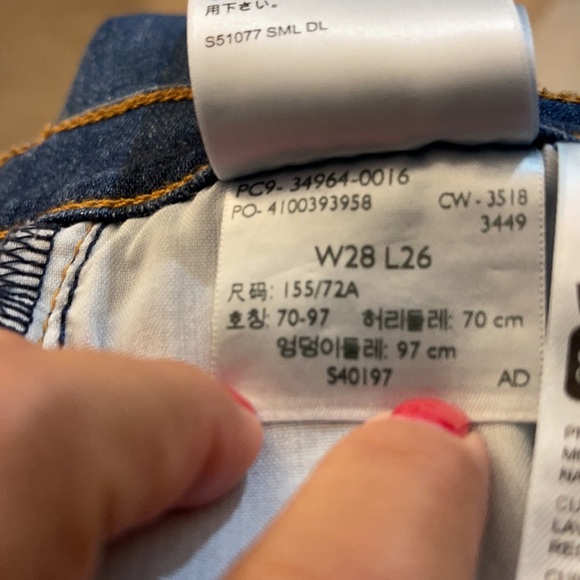 用下さい。
S51077 SML DL
PC9- 34964-0016
PO- 4100393958 CW - 3518
3449
W28 L26
尺码: 155/72A
호칭: 70-97 허리둘레: 70 cm
엉덩이둘레: 97 cm
S40197 AD